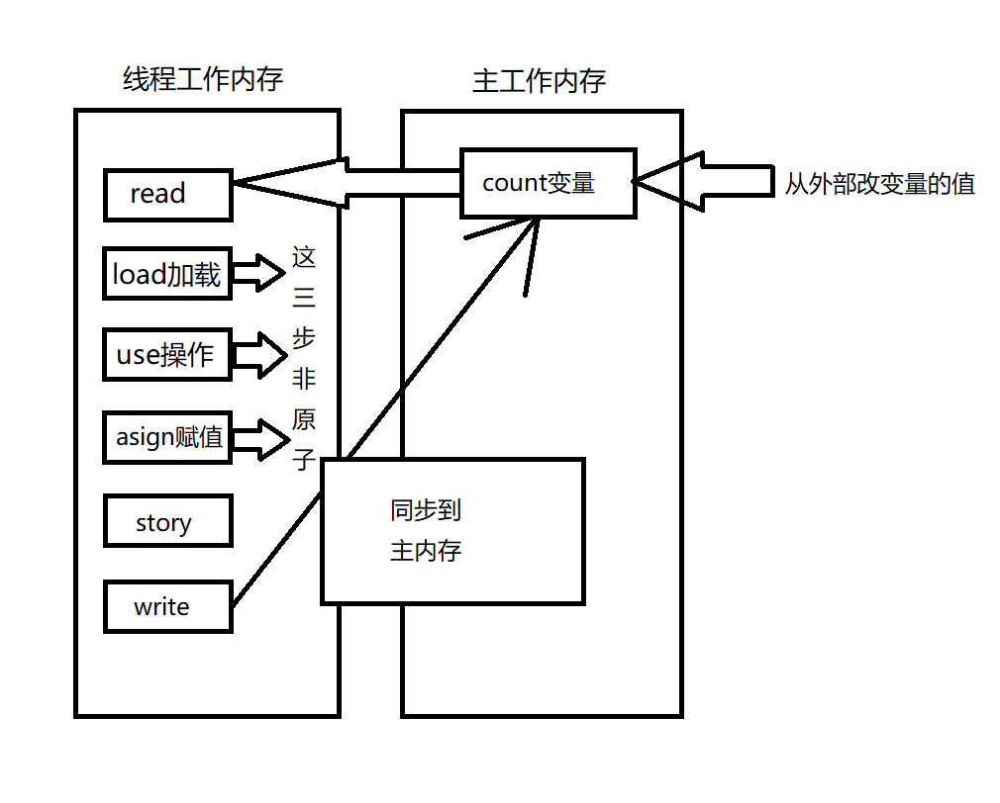 线程工作内存
主工作内存
read
count变量
从外部改变量的值
load加载
use操作
asign赋值
这
三
步
非
原
子
story
write
同步到
主内存